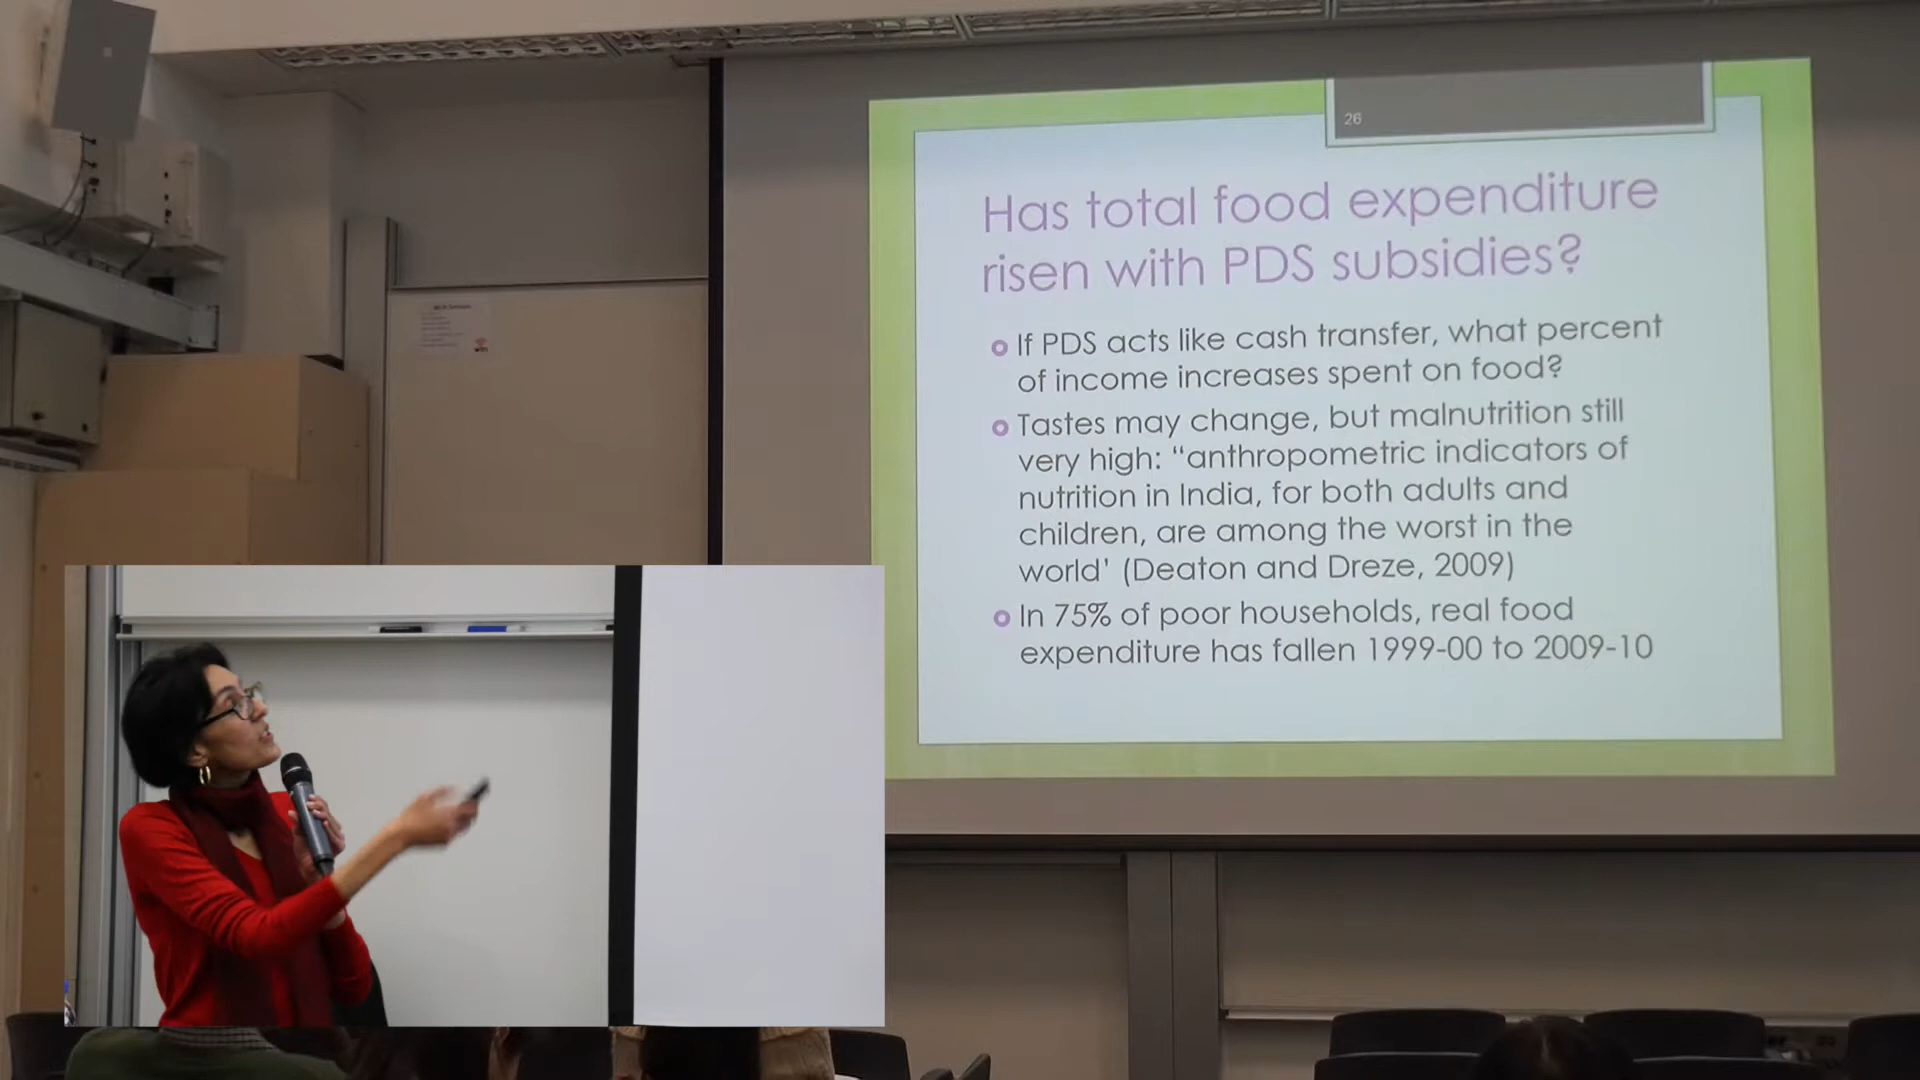 26
Has total food expenditure
risen with PDS subsidies?
If PDS acts like cash transfer, what percent
of income increases spent on food?
Tastes may change, but malnutrition still
very high: “anthropometric indicators of
nutrition in India, for both adults and
children, are among the worst in the
world’ (Deaton and Dreze, 2009)
In 75% of poor households, real food
expenditure has fallen 1999-00 to 2009-10